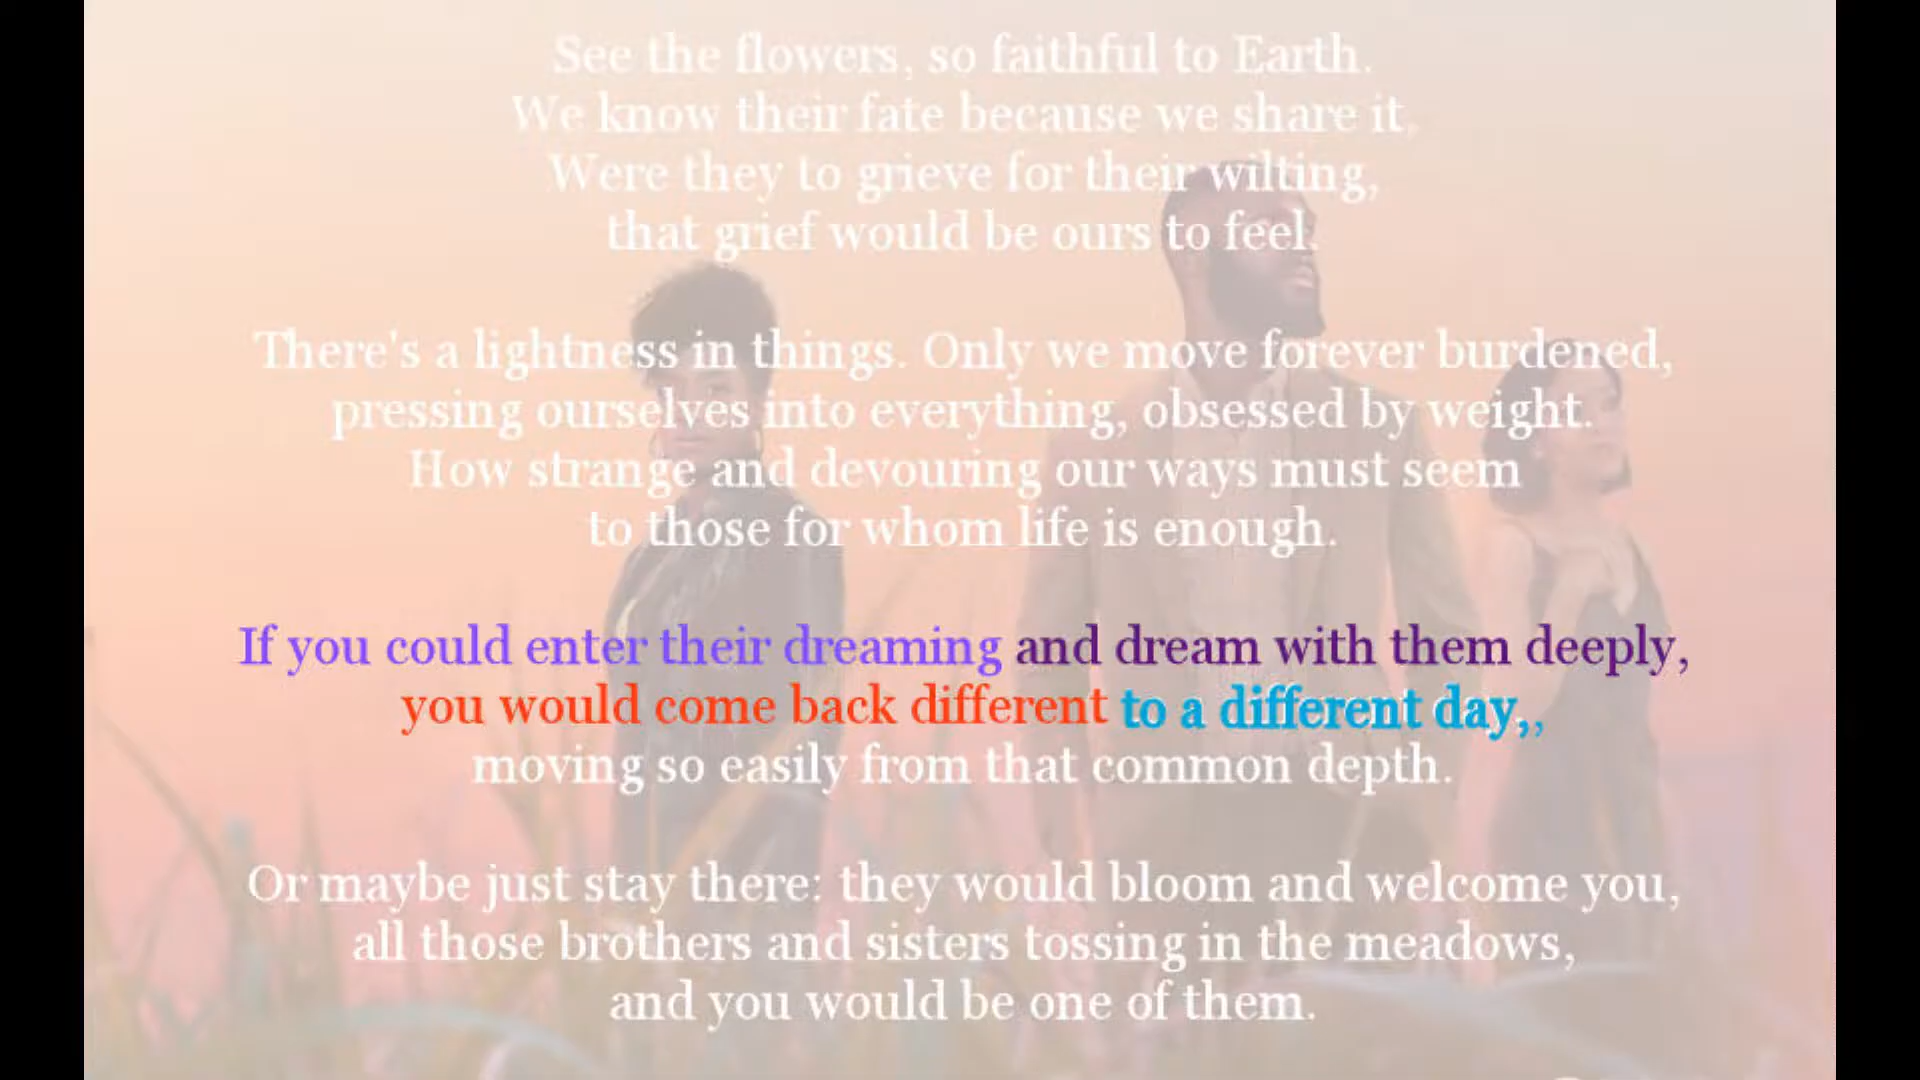 See the flowers, so faithful to Earth.
We know their fate because we share it.
Were they to grieve for their wilting,
that grief would be ours to feel.
There's a lightness in things. Only we move forever burdened,
pressing ourselves into everything, obsessed by weight.
How strange and devouring our ways must seem
to those for whom life is enough.
If you could enter their dreaming and dream with them deeply,
you would come back different to a different day,,
moving so easily from that common depth.
Or maybe just stay there: they would bloom and welcome you,
all those brothers and sisters tossing in the meadows,
and you would be one of them.